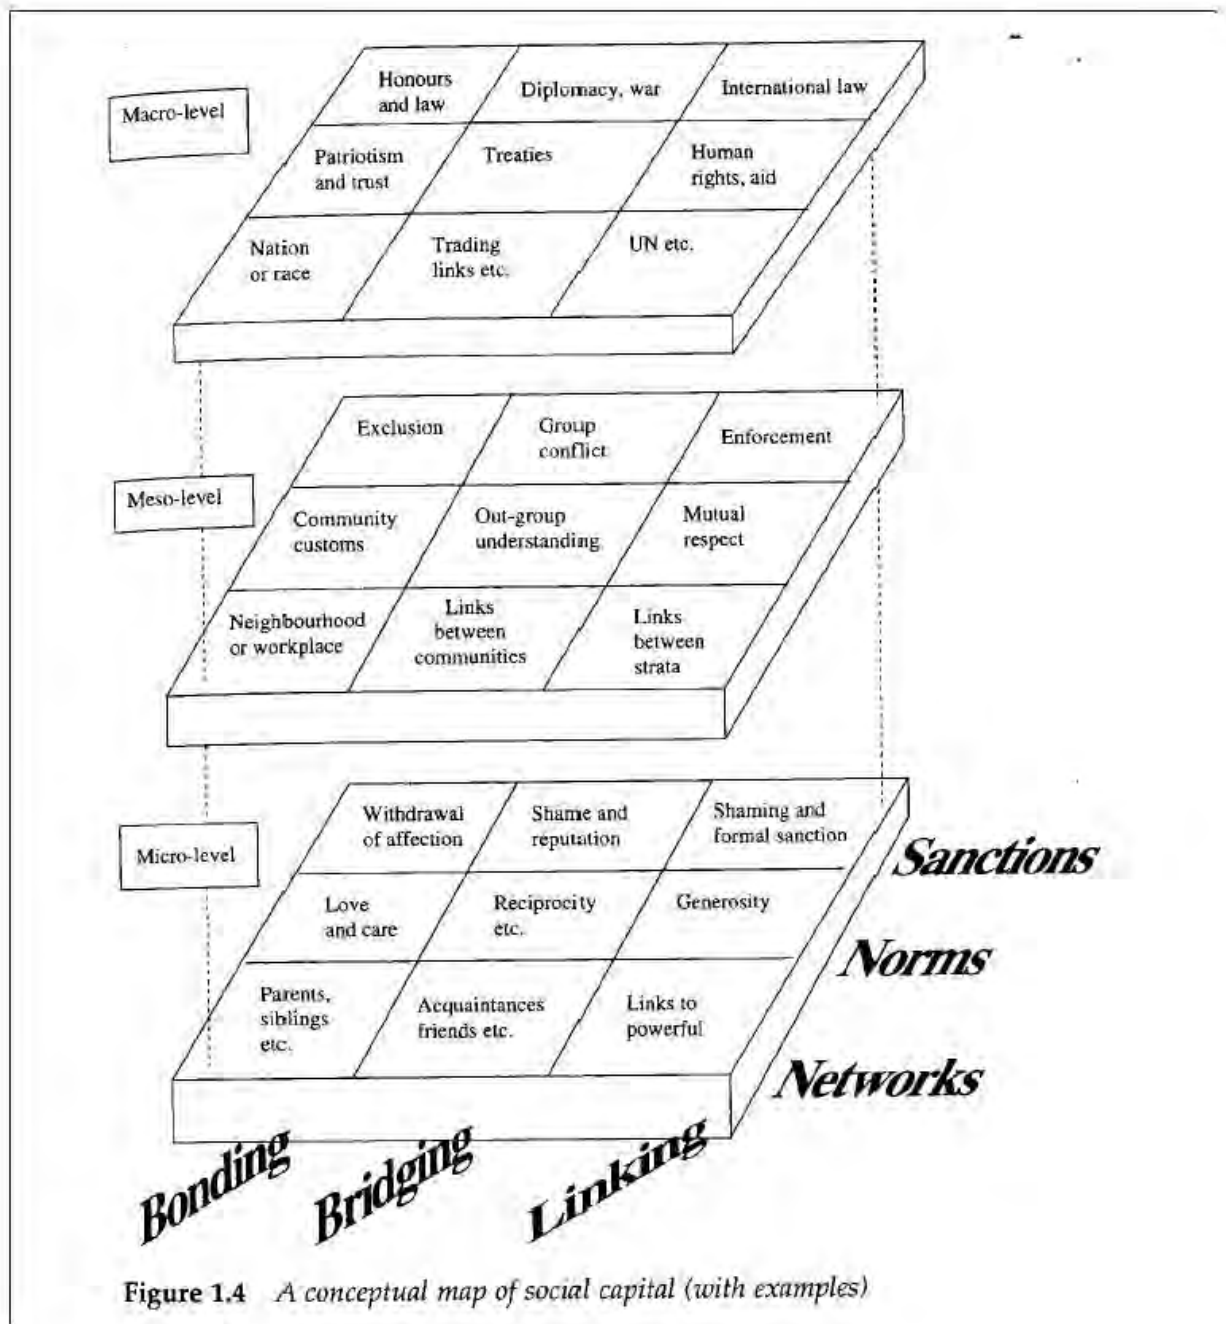 Macro-level
Honours
and law
Diplomacy, war
International law
Patriotism
and trust
Treaties
Human
rights, aid
Nation
or race
Trading
links etc.
UN etc.
Meso-level
Exclusion
Group
conflict
Enforcement
Community
customs
Out-group
understanding
Mutual
respect
Neighbourhood
or workplace
Links
between
communities
Links
between
strata
Micro-level
Withdrawal
of affection
Shame and
reputation
Shaming and
formal sanction
Sanctions
Love
and care
Reciprocity
etc.
Generosity
Norms
Parents,
siblings
etc.
Acquaintances
friends etc.
Links to
powerful
Networks
Bonding
Bridging
Linking
Figure 1.4 A conceptual map of social capital (with examples)